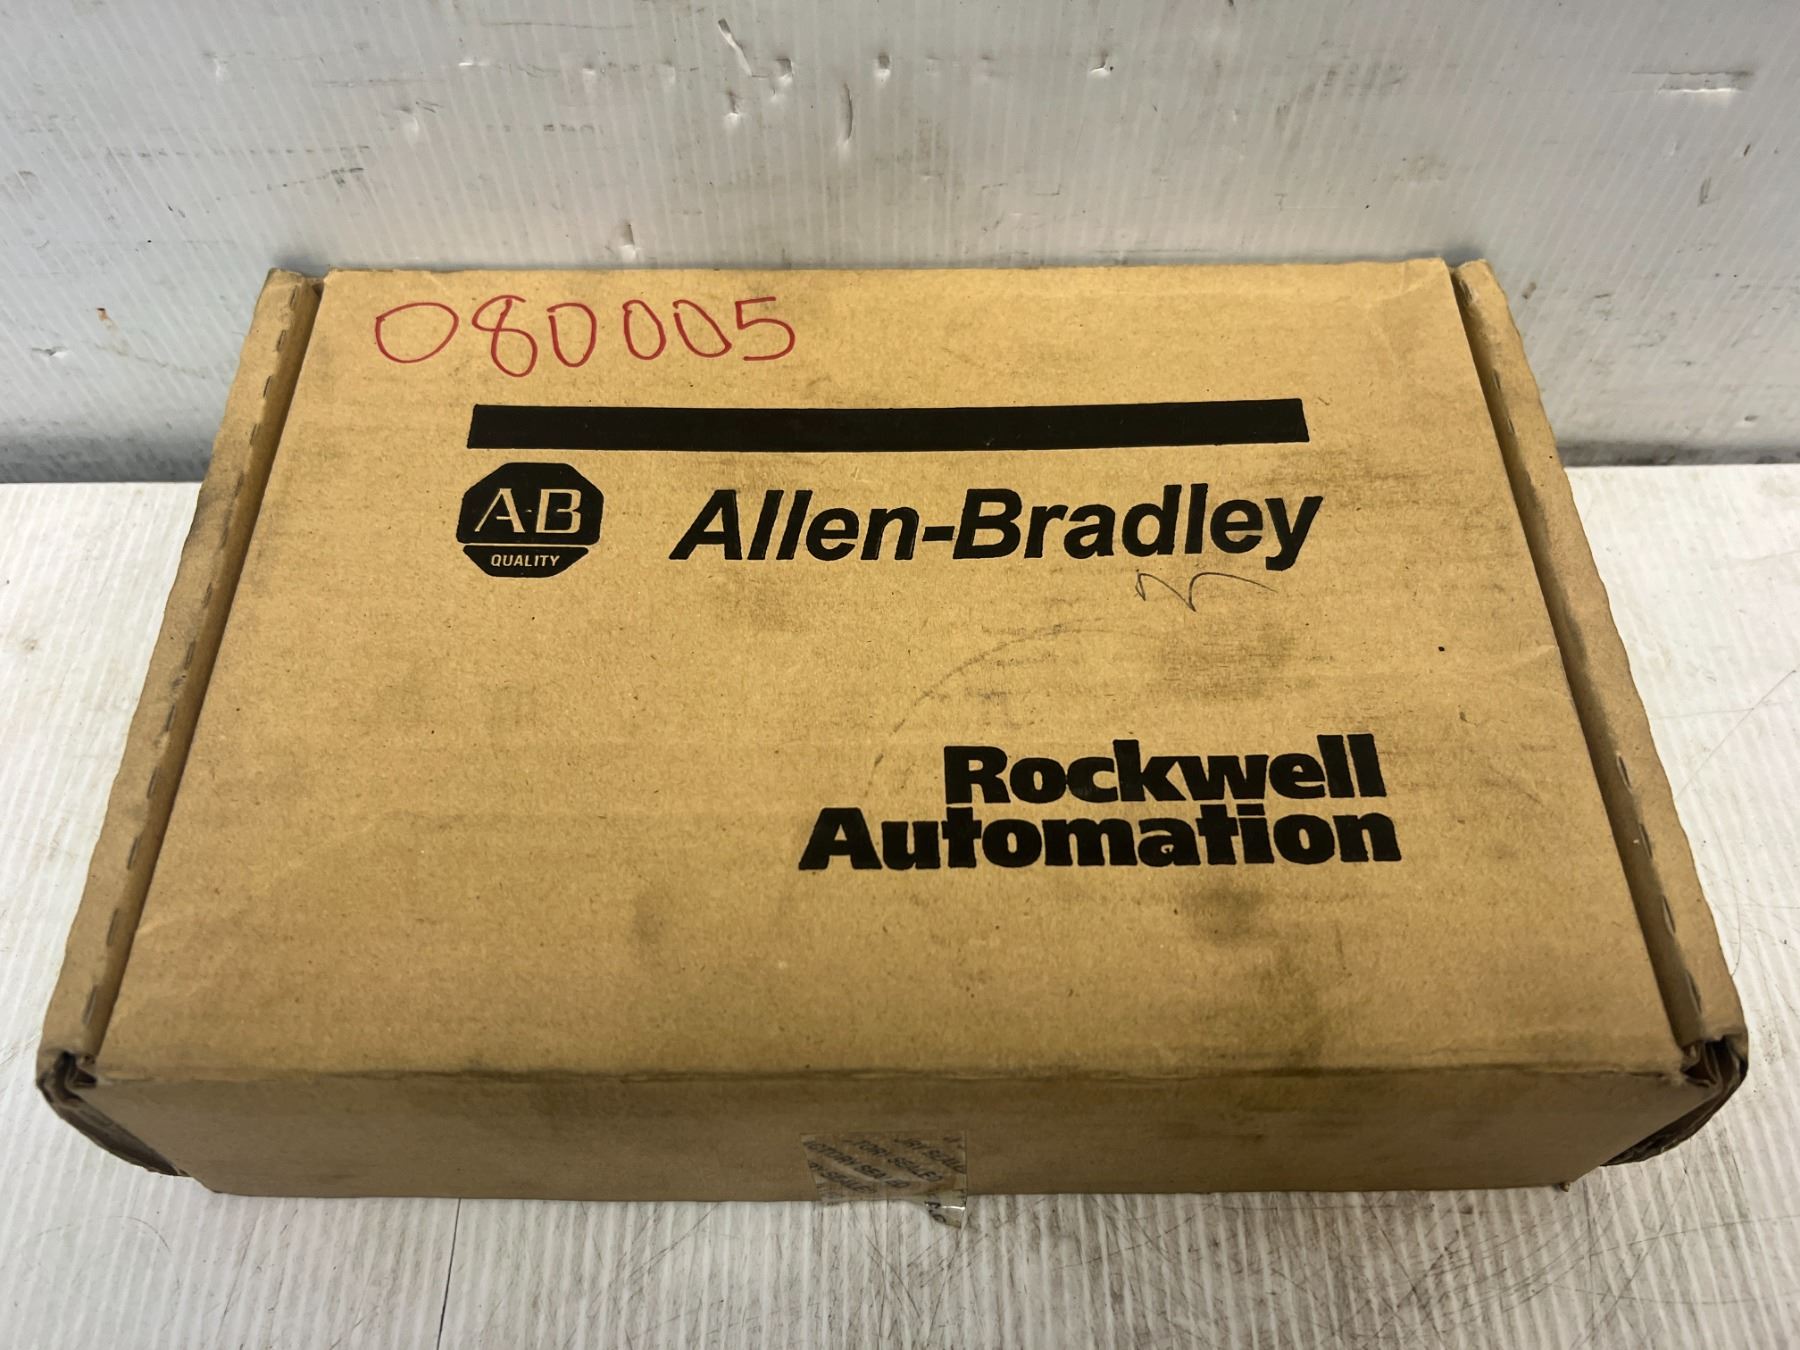 080005
A-B
QUALITY
Allen-Bradley
Rockwell
Automation